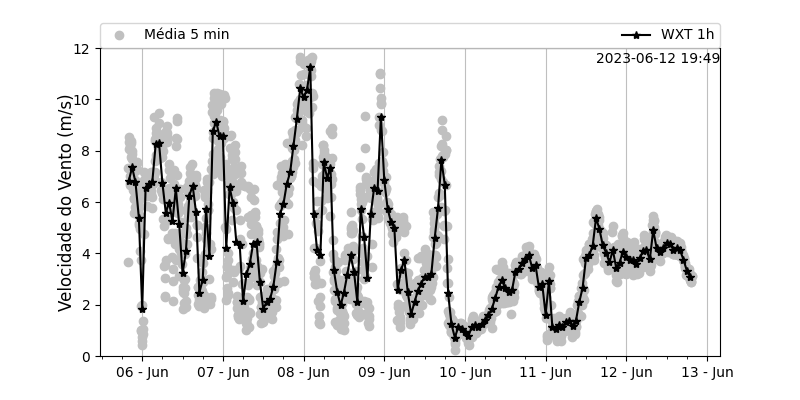 Média 5 min
WXT 1h
2023-06-12 19:49
Velocidade do Vento (m/s)
12
10
8
6
4
2
0
06 - Jun 07 - Jun 08 - Jun 09 - Jun 10 - Jun 11 - Jun 12 - Jun 13 - Jun